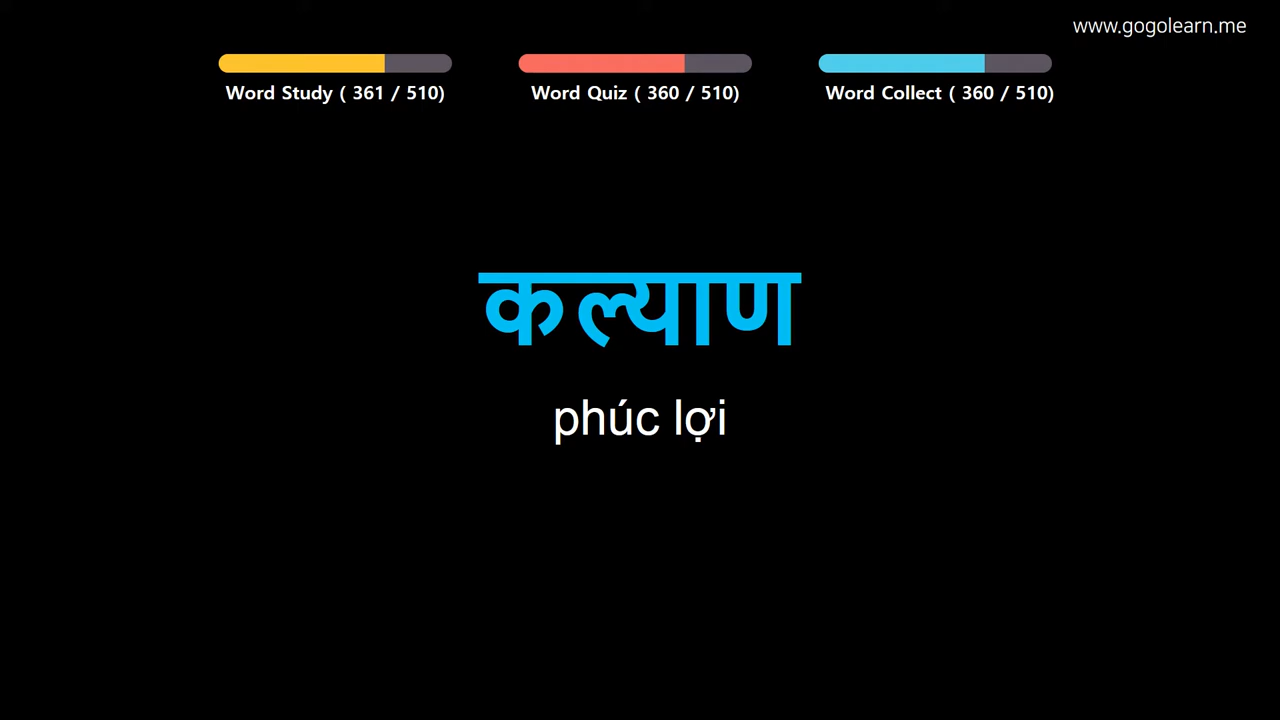 www.gogolearn.me
Word Study ( 361 / 510)
Word Quiz ( 360 / 510)
Word Collect ( 360 / 510)
कल्याण
phúc lợi